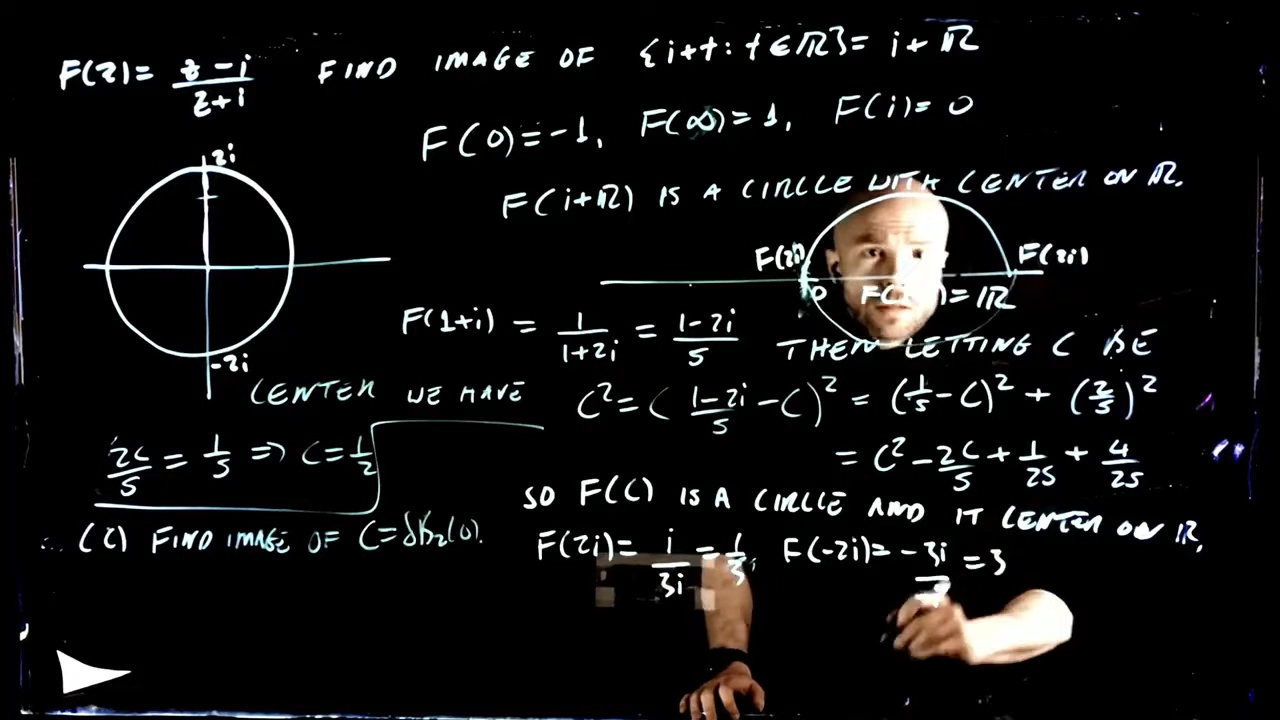 F(z) = z-i / z+i FIND IMAGE OF {i+t: t∈ℝ} = i+ℝ
F(0) = -1, F(∞) = 1, F(i) = 0
2i
F(i+ℝ) IS A CIRCLE WITH CENTER ON ℝ.
F(2i) F(2i)
0 F( ) = ℝ
F(1+i) = 1 / 1+2i = 1-2i / 5 THEN LETTING C BE
-2i
CENTER WE HAVE C² = ( 1-2i / 5 - C)² = (1/5 - C)² + (2/5)²
2C/5 = 1/5 ⇒ C = 1/2 = C² - 2C/5 + 1/25 + 4/25
SO F(C) IS A CIRCLE AND IT CENTER ON ℝ,
(2) FIND IMAGE OF C = ∂B₂(0). F(2i) = i / 3i = 1/3, F(-2i) = -3i / = 3